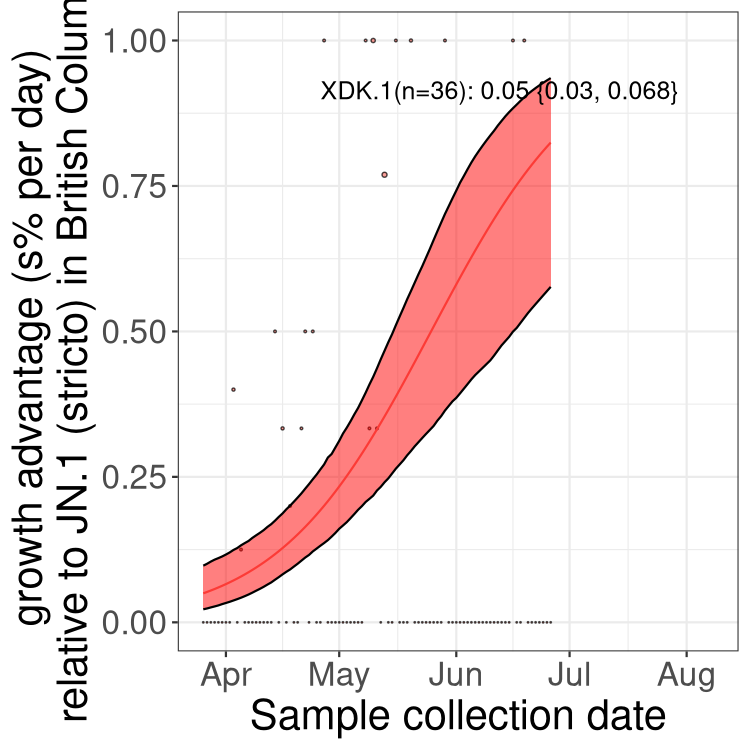 growth advantage (s% per day)
relative to JN.1 (stricto) in British Colum
1.00
0.75
0.50
0.25
0.00
XDK.1(n=36): 0.05 {0.03, 0.068}
Apr May Jun Jul Aug
Sample collection date